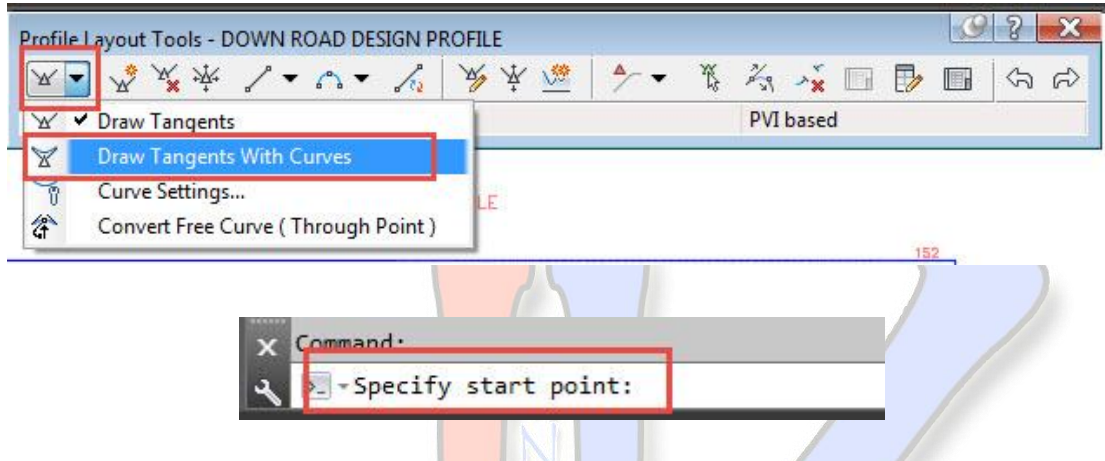 Profile Layout Tools - DOWN ROAD DESIGN PROFILE
Draw Tangents
PVI based
Draw Tangents With Curves
Curve Settings...
LE
Convert Free Curve ( Through Point )
152
Command:
Specify start point:
N